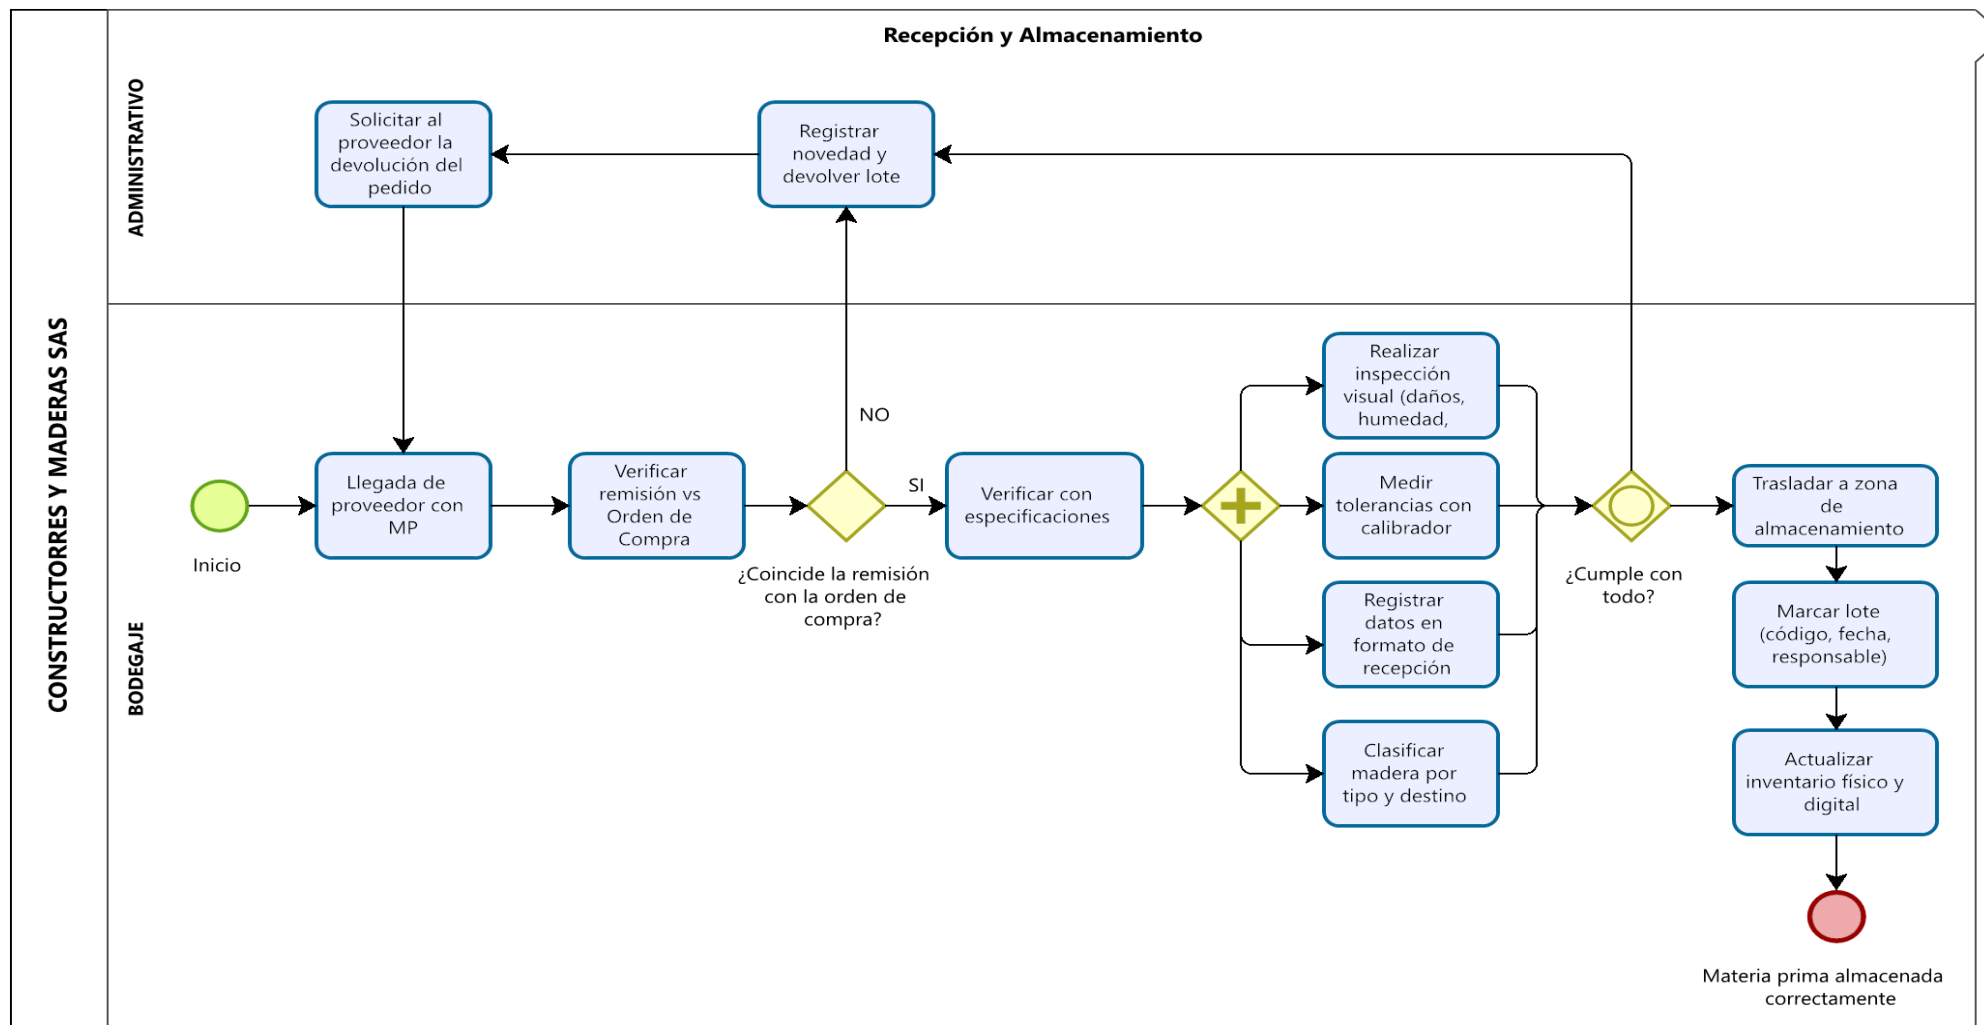 Recepción y Almacenamiento
CONSTRUCTORRES Y MADERAS SAS
ADMINISTRATIVO
Solicitar al
proveedor la
devolución del
pedido
Registrar
novedad y
devolver lote
BODEGAJE
Inicio
Llegada de
proveedor con
MP
Verificar
remisión vs
Orden de
Compra
NO
SI
¿Coincide la remisión
con la orden de
compra?
Verificar con
especificaciones
Realizar
inspección
visual (daños,
humedad,
Medir
tolerancias con
calibrador
Registrar
datos en
formato de
recepción
Clasificar
madera por
tipo y destino
¿Cumple con
todo?
Trasladar a zona
de
almacenamiento
Marcar lote
(código, fecha,
responsable)
Actualizar
inventario físico y
digital
Materia prima almacenada
correctamente